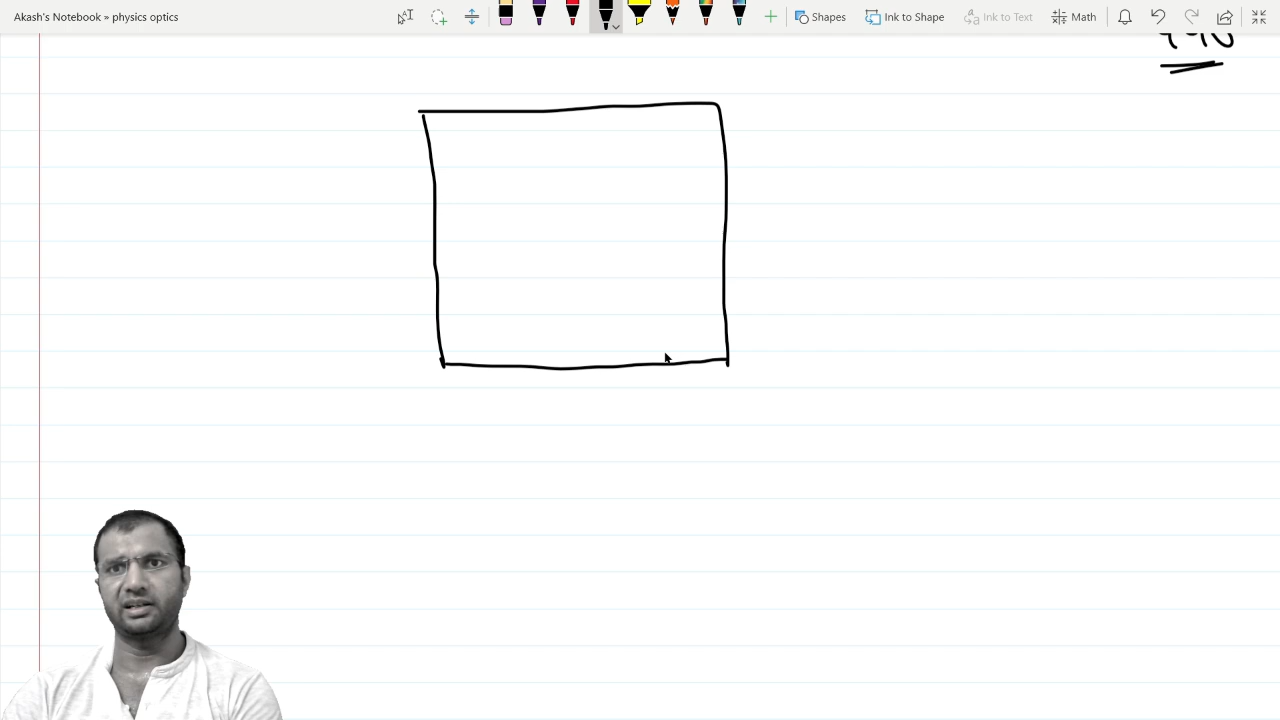 Akash's Notebook » physics optics
Shapes
Ink to Shape
Ink to Text
Math